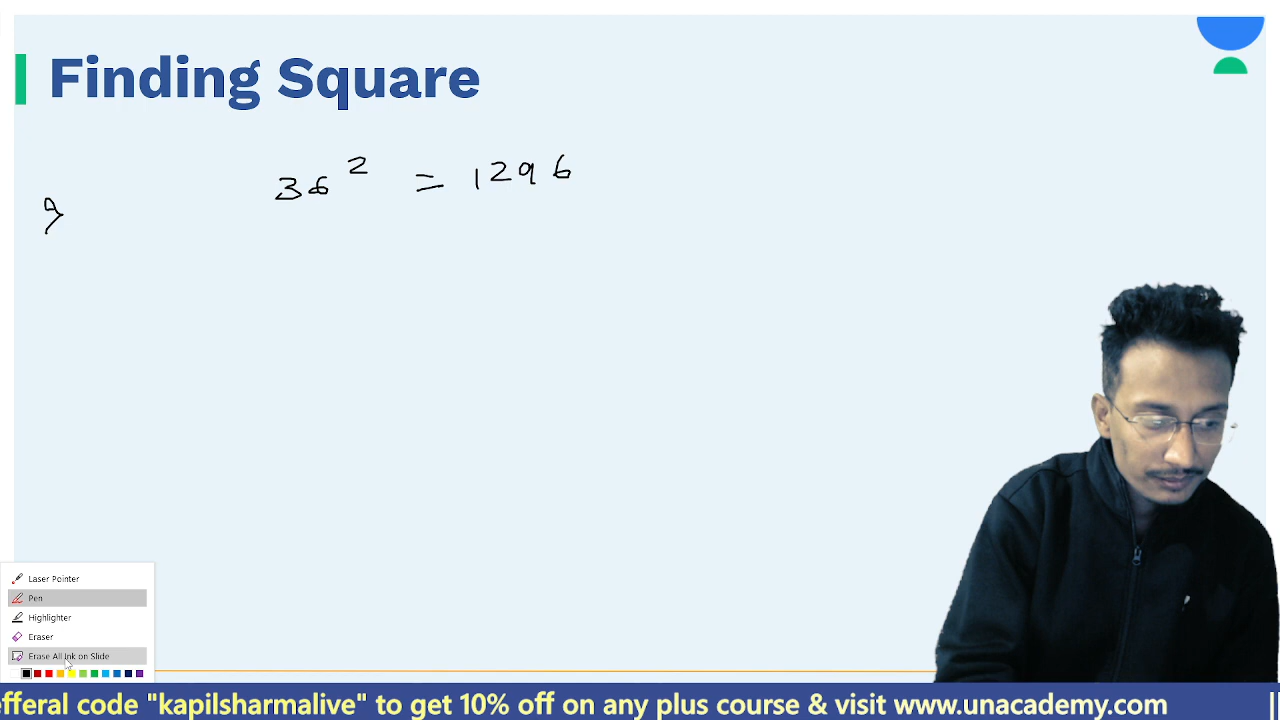 Finding Square
36² = 1296
Laser Pointer
Pen
Highlighter
Eraser
Erase All Ink on Slide
efferal code "kapilsharmalive" to get 10% off on any plus course & visit www.unacademy.com